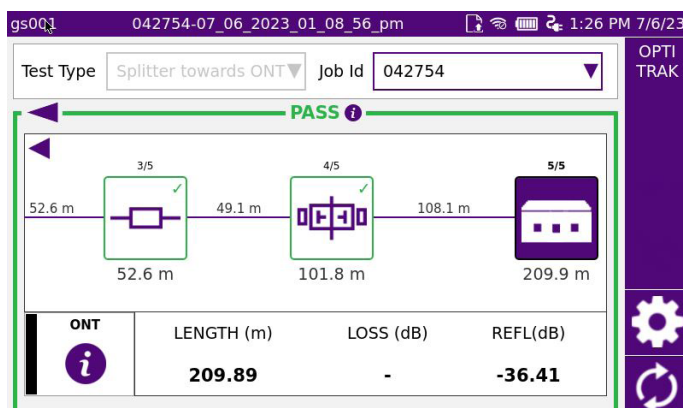 gs001 042754-07_06_2023_01_08_56_pm 1:26 PM 7/6/23
OPTI
TRAK
Test Type Splitter towards ONT Job Id 042754
PASS i
3/5 4/5 5/5
52.6 m 49.1 m 108.1 m
52.6 m 101.8 m 209.9 m
ONT
i
LENGTH (m) LOSS (dB) REFL(dB)
209.89 - -36.41